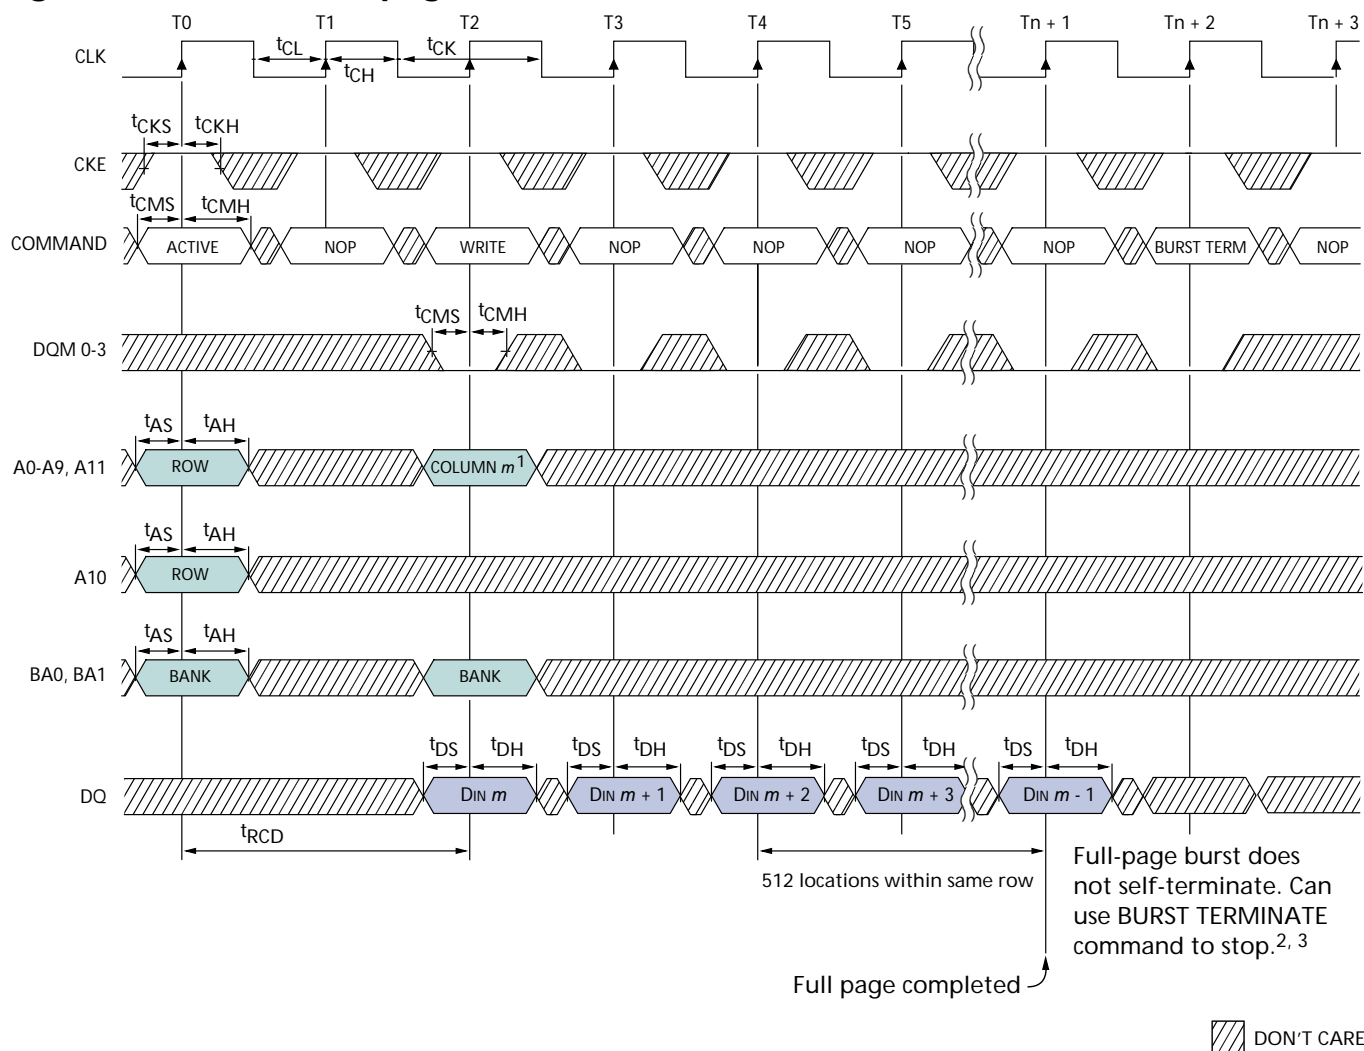 T0 T1 T2 T3 T4 T5 Tn + 1 Tn + 2 Tn + 3
CLK
tCL tCK
tCH
tCKS tCKH
CKE
tCMS tCMH
COMMAND ACTIVE NOP WRITE NOP NOP NOP NOP BURST TERM NOP
tCMS tCMH
DQM 0-3
tAS tAH
A0-A9, A11 ROW COLUMN m1
tAS tAH
A10 ROW
tAS tAH
BA0, BA1 BANK BANK
tDS tDH tDS tDH tDS tDH tDS tDH tDS tDH
DQ DIN m DIN m + 1 DIN m + 2 DIN m + 3 DIN m - 1
tRCD
512 locations within same row
Full-page burst does
not self-terminate. Can
use BURST TERMINATE
command to stop.2, 3
Full page completed
DON'T CARE